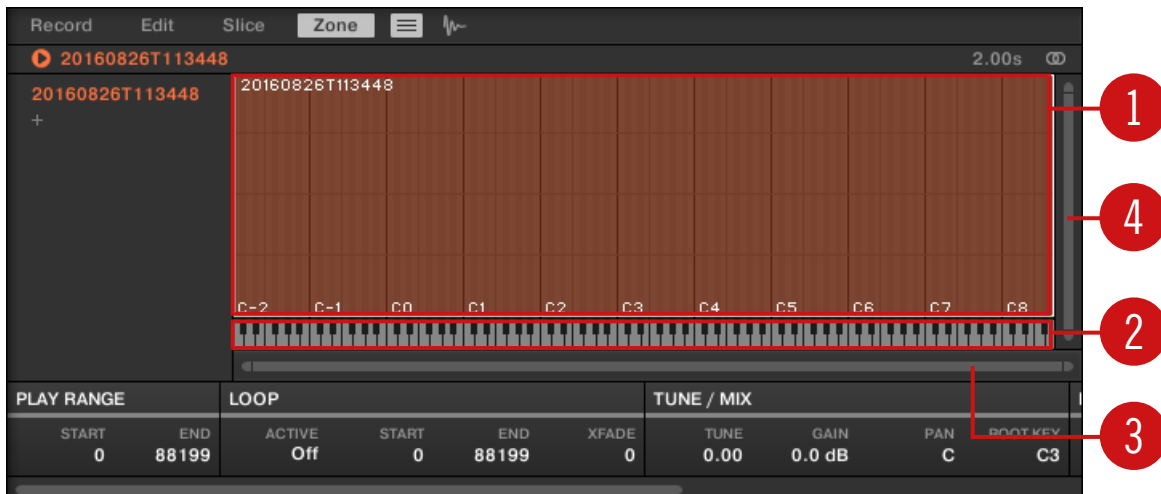 Record Edit Slice Zone
20160826T113448 2.00s
20160826T113448 20160826T113448
+
1
4
C-2 C-1 C0 C1 C2 C3 C4 C5 C6 C7 C8
2
PLAY RANGE LOOP TUNE / MIX
START END ACTIVE START END XFADE TUNE GAIN PAN ROOT KEY
0 88199 Off 0 88199 0 0.00 0.0 dB C C3
3